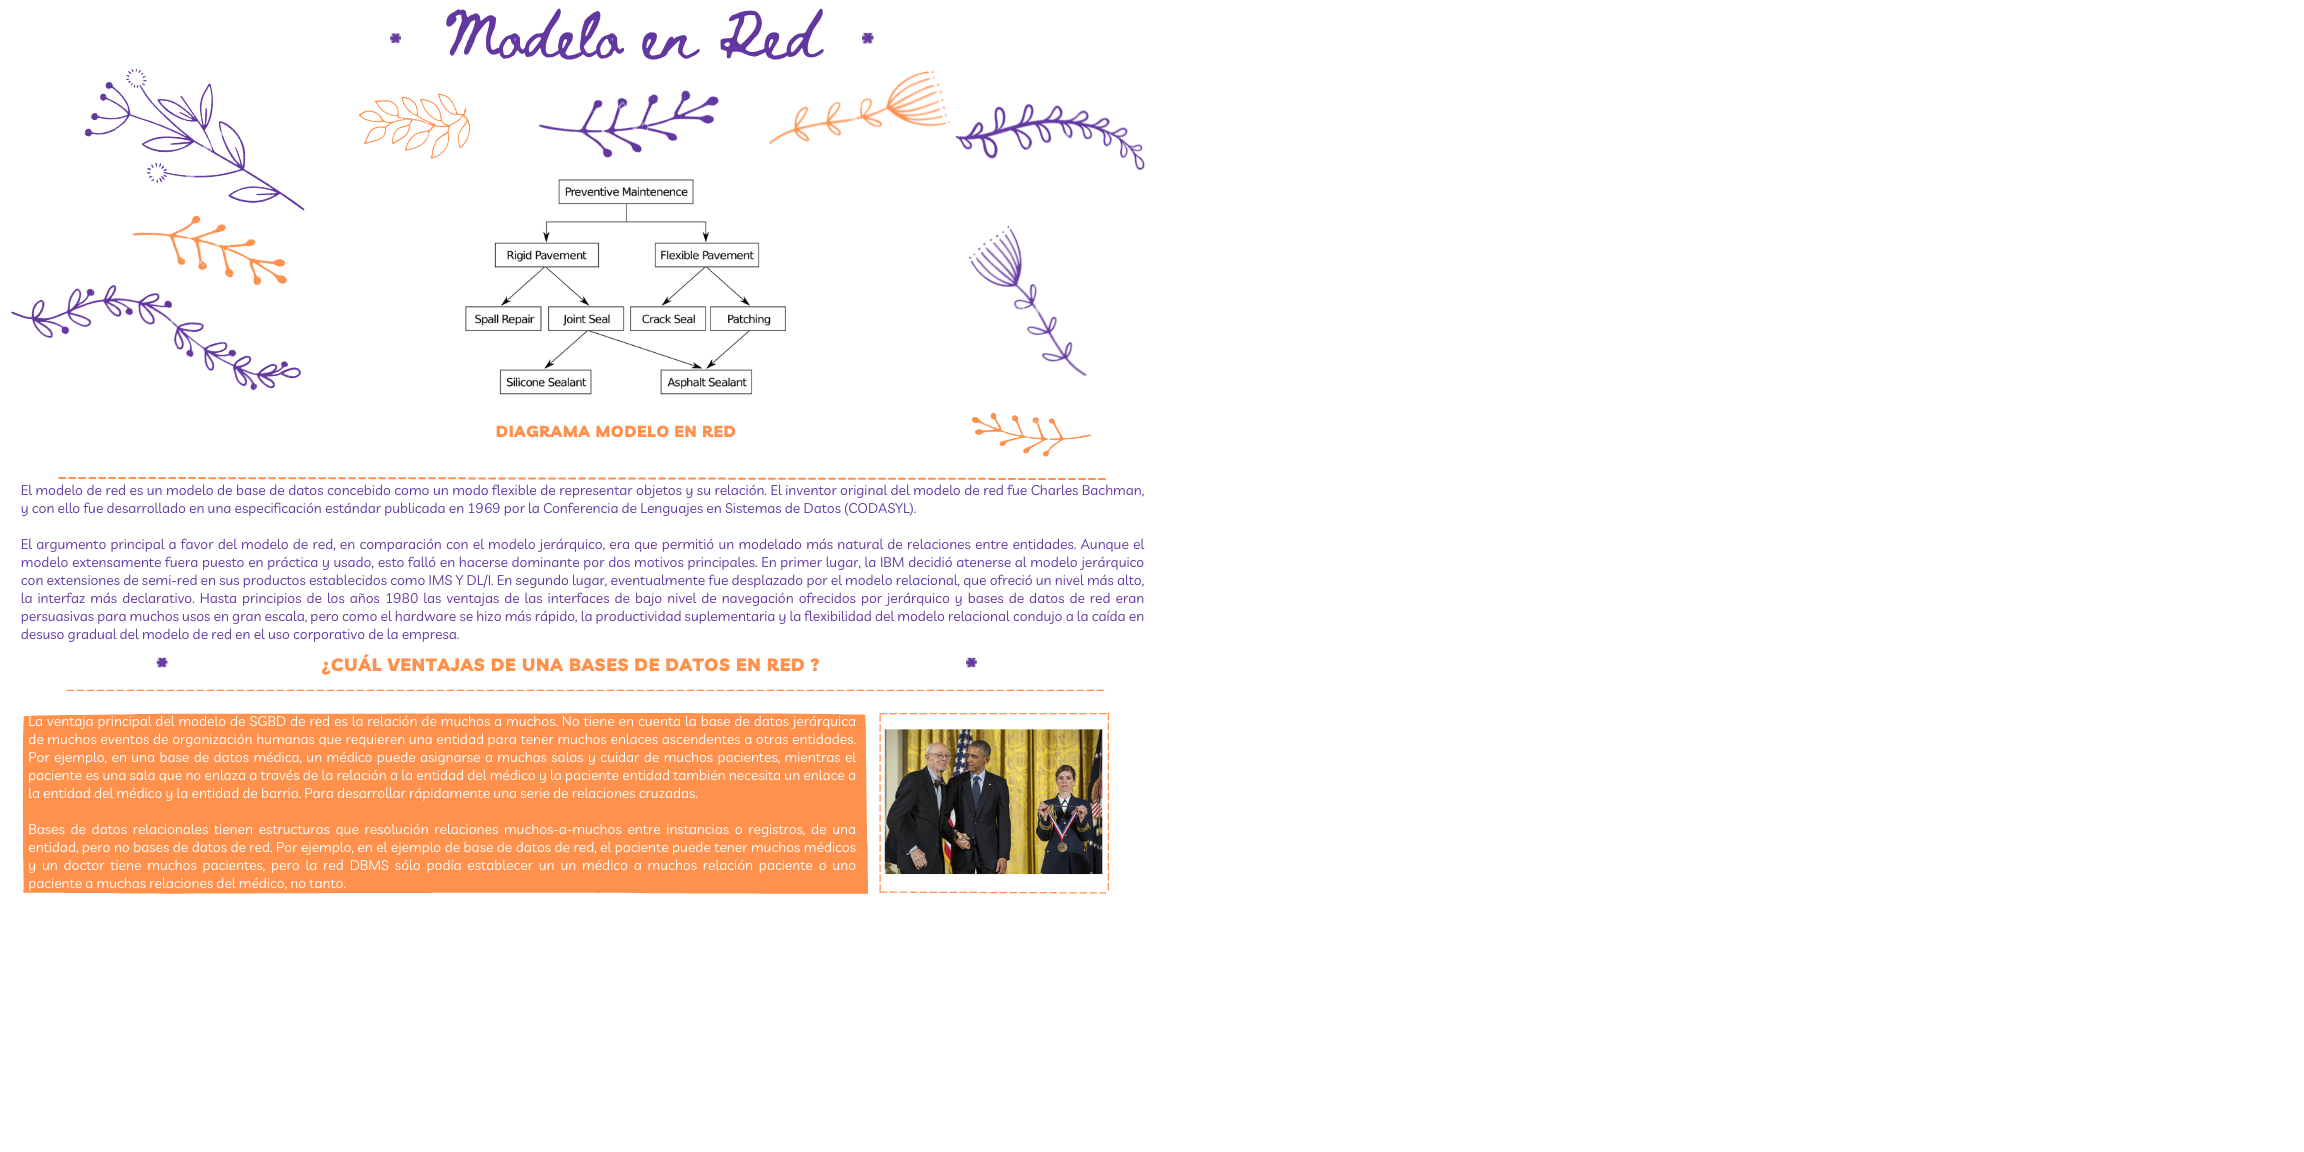 Modelo en Red
Preventive Maintenence
Rigid Pavement
Flexible Pavement
Spall Repair
Joint Seal
Crack Seal
Patching
Silicone Sealant
Asphalt Sealant
DIAGRAMA MODELO EN RED
El modelo de red es un modelo de base de datos concebido como un modo flexible de representar objetos y su relación. El inventor original del modelo de red fue Charles Bachman,
y con ello fue desarrollado en una especificación estándar publicada en 1969 por la Conferencia de Lenguajes en Sistemas de Datos (CODASYL).
El argumento principal a favor del modelo de red, en comparación con el modelo jerárquico, era que permitió un modelado más natural de relaciones entre entidades. Aunque el
modelo extensamente fuera puesto en práctica y usado, esto falló en hacerse dominante por dos motivos principales. En primer lugar, la IBM decidió atenerse al modelo jerárquico
con extensiones de semi-red en sus productos establecidos como IMS Y DL/I. En segundo lugar, eventualmente fue desplazado por el modelo relacional, que ofreció un nivel más alto,
la interfaz más declarativo. Hasta principios de los años 1980 las ventajas de las interfaces de bajo nivel de navegación ofrecidos por jerárquico y bases de datos de red eran
persuasivas para muchos usos en gran escala, pero como el hardware se hizo más rápido, la productividad suplementaria y la flexibilidad del modelo relacional condujo a la caída en
desuso gradual del modelo de red en el uso corporativo de la empresa.
¿CUÁL VENTAJAS DE UNA BASES DE DATOS EN RED ?
La ventaja principal del modelo de SGBD de red es la relación de muchos a muchos. No tiene en cuenta la base de datos jerárquica
de muchos eventos de organización humanas que requieren una entidad para tener muchos enlaces ascendentes a otras entidades.
Por ejemplo, en una base de datos médica, un médico puede asignarse a muchas salas y cuidar de muchos pacientes, mientras el
paciente es una sala que no enlaza a través de la relación a la entidad del médico y la paciente entidad también necesita un enlace a
la entidad del médico y la entidad de barrio. Para desarrollar rápidamente una serie de relaciones cruzadas.
Bases de datos relacionales tienen estructuras que resolución relaciones muchos-a-muchos entre instancias o registros, de una
entidad, pero no bases de datos de red. Por ejemplo, en el ejemplo de base de datos de red, el paciente puede tener muchos médicos
y un doctor tiene muchos pacientes, pero la red DBMS sólo podía establecer un un médico a muchos relación paciente o uno
paciente a muchas relaciones del médico, no tanto.